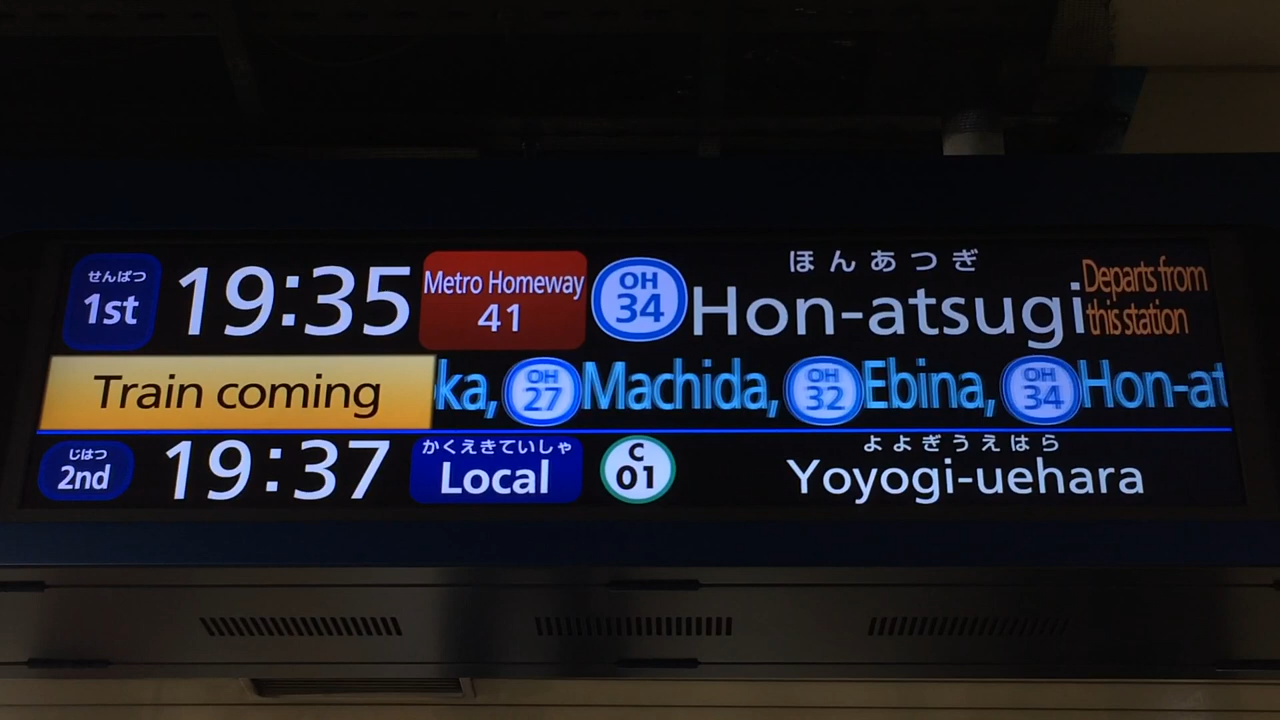 せんぱつ
1st 19:35 Metro Homeway 41 OH 34 ほんあつぎ Hon-atsugi Departs from this station
Train coming ka, OH 27 Machida, OH 32 Ebina, OH 34 Hon-at
じはつ
2nd 19:37 かくえきていしゃ Local C 01 よよぎうえはら Yoyogi-uehara